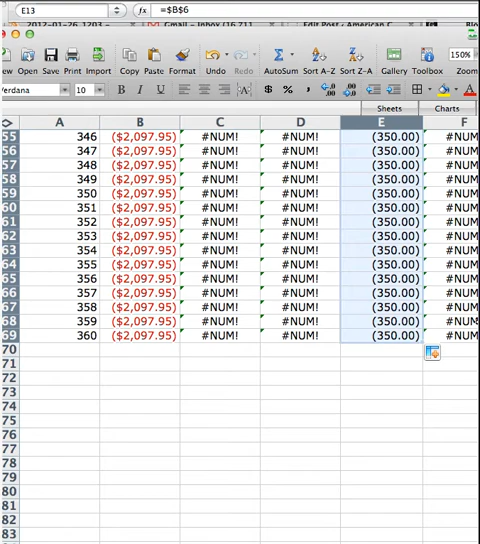 E13 fx =$B$6
2012-01-26 1203 Gmail - Inbox (16,711 Edit Post ‹ American C
ew Open Save Print Import Copy Paste Format Undo Redo AutoSum Sort A-Z Sort Z-A Gallery Toolbox Zoom 150%
Verdana 10 B I U $ %
Sheets Charts
A B C D E F
55 346 ($2,097.95) #NUM! #NUM! (350.00) #NUM
56 347 ($2,097.95) #NUM! #NUM! (350.00) #NUM
57 348 ($2,097.95) #NUM! #NUM! (350.00) #NUM
58 349 ($2,097.95) #NUM! #NUM! (350.00) #NUM
59 350 ($2,097.95) #NUM! #NUM! (350.00) #NUM
60 351 ($2,097.95) #NUM! #NUM! (350.00) #NUM
61 352 ($2,097.95) #NUM! #NUM! (350.00) #NUM
62 353 ($2,097.95) #NUM! #NUM! (350.00) #NUM
63 354 ($2,097.95) #NUM! #NUM! (350.00) #NUM
64 355 ($2,097.95) #NUM! #NUM! (350.00) #NUM
65 356 ($2,097.95) #NUM! #NUM! (350.00) #NUM
66 357 ($2,097.95) #NUM! #NUM! (350.00) #NUM
67 358 ($2,097.95) #NUM! #NUM! (350.00) #NUM
68 359 ($2,097.95) #NUM! #NUM! (350.00) #NUM
69 360 ($2,097.95) #NUM! #NUM! (350.00) #NUM
70
71
72
73
74
75
76
77
78
79
80
81
82
83